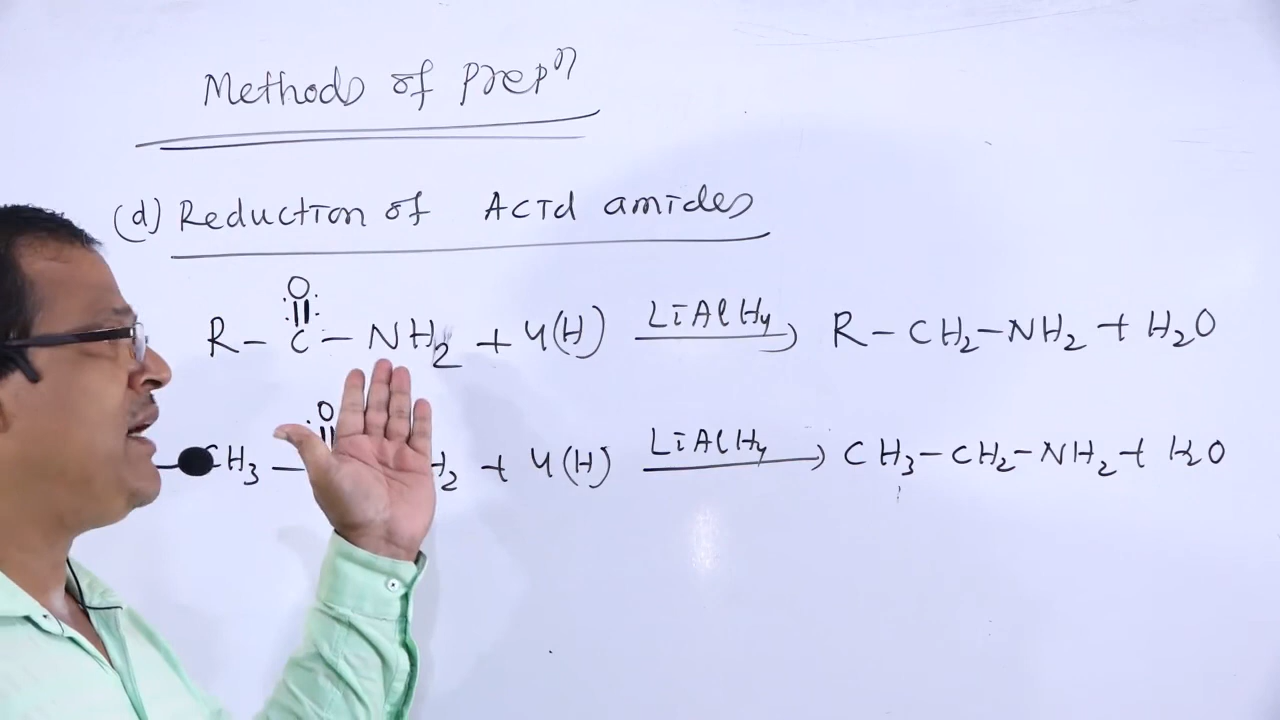 Methods of prepⁿ
(d) Reduction of Acid amides
O
R - C - NH₂ + 4(H) LiAlH₄ → R - CH₂ - NH₂ + H₂O
O
CH₃ - H₂ + 4(H) LiAlH₄ → CH₃ - CH₂ - NH₂ + H₂O